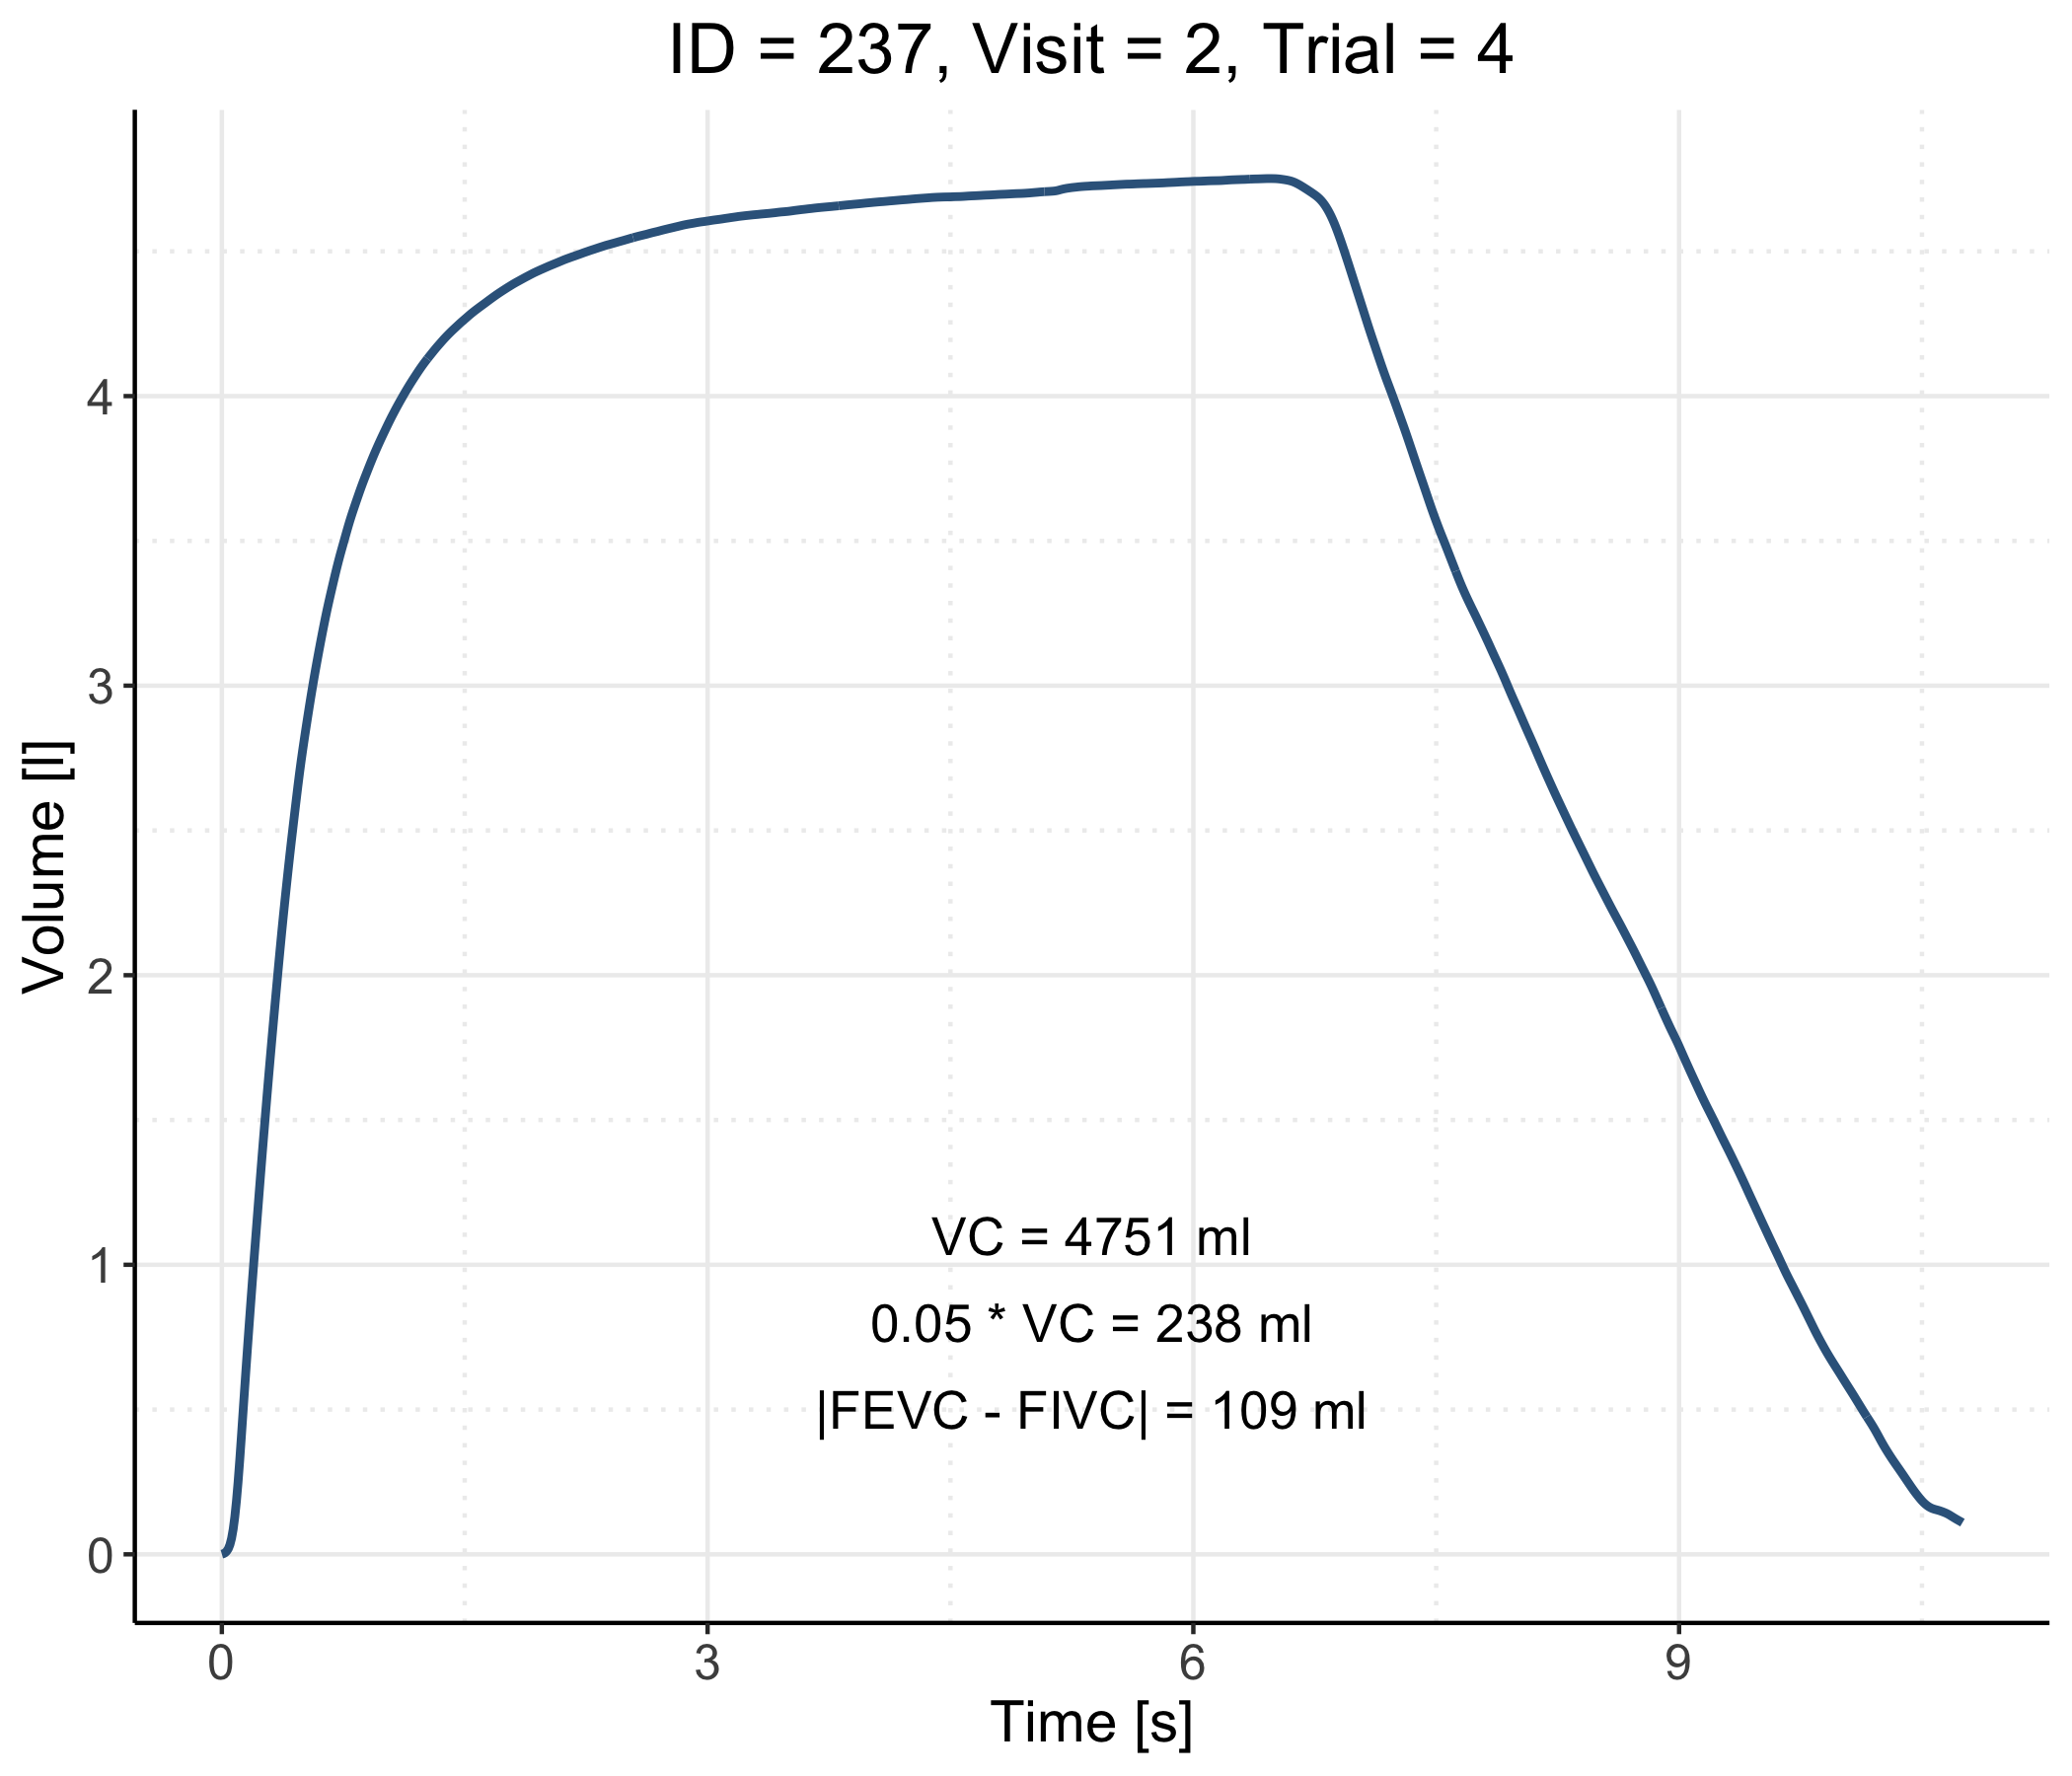 ID = 237, Visit = 2, Trial = 4
4
3
2
1
0
Volume [l]
VC = 4751 ml
0.05 * VC = 238 ml
|FEVC - FIVC| = 109 ml
0 3 6 9
Time [s]